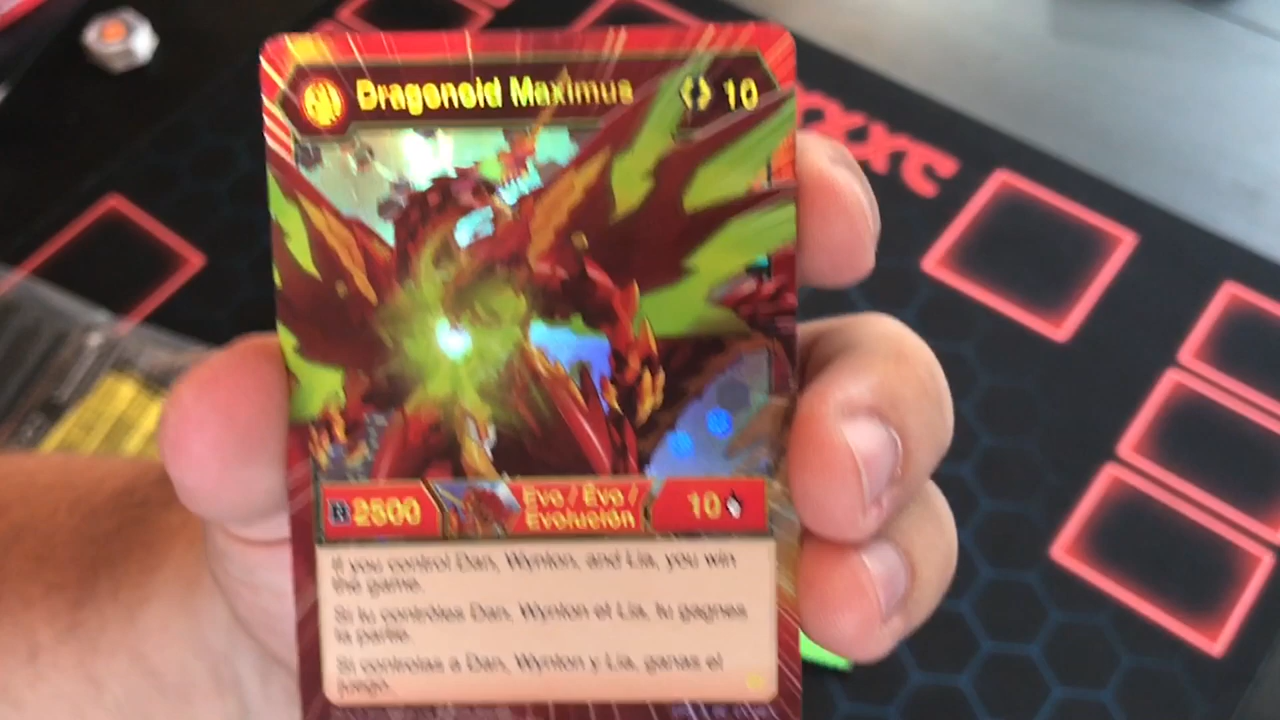 Dragonoid Maximus
10
B 2500
Evo / Évo /
Evolución
10
If you control Dan, Wynton, and Lia, you win
the game.
Si tu contrôles Dan, Wynton et Lia, tu gagnes
la partie.
Si controlas a Dan, Wynton y Lia, ganas el
juego.